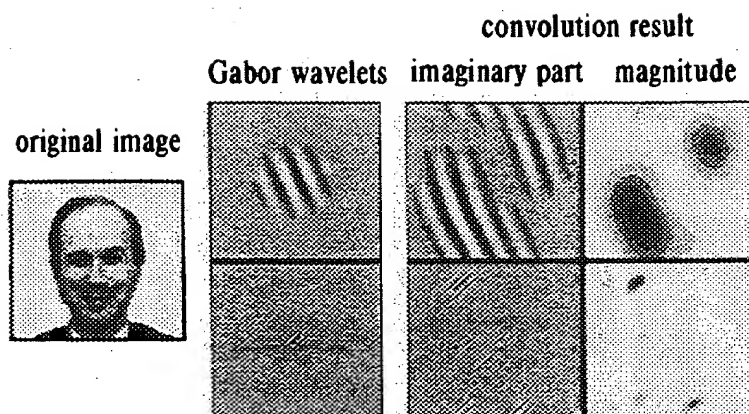 convolution result
Gabor wavelets imaginary part magnitude
original image